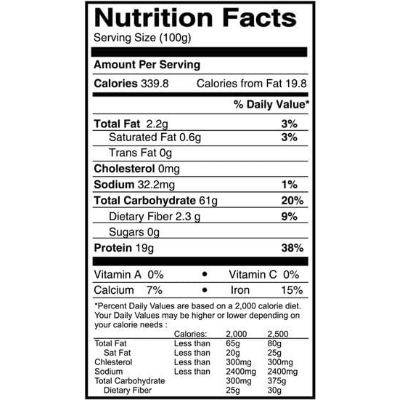 Nutrition Facts
Serving Size (100g)
Amount Per Serving
Calories 339.8 Calories from Fat 19.8
% Daily Value*
Total Fat 2.2g 3%
Saturated Fat 0.6g 3%
Trans Fat 0g
Cholesterol 0mg
Sodium 32.2mg 1%
Total Carbohydrate 61g 20%
Dietary Fiber 2.3 g 9%
Sugars 0g
Protein 19g 38%
Vitamin A 0% • Vitamin C 0%
Calcium 7% • Iron 15%
*Percent Daily Values are based on a 2,000 calorie diet.
Your Daily Values may be higher or lower depending on
your calorie needs :
Calories: 2,000 2,500
Total Fat Less than 65g 80g
Sat Fat Less than 20g 25g
Chlesterol Less than 300mg 300mg
Sodium Less than 2400mg 2400mg
Total Carbohydrate 300mg 375g
Dietary Fiber 25g 30g